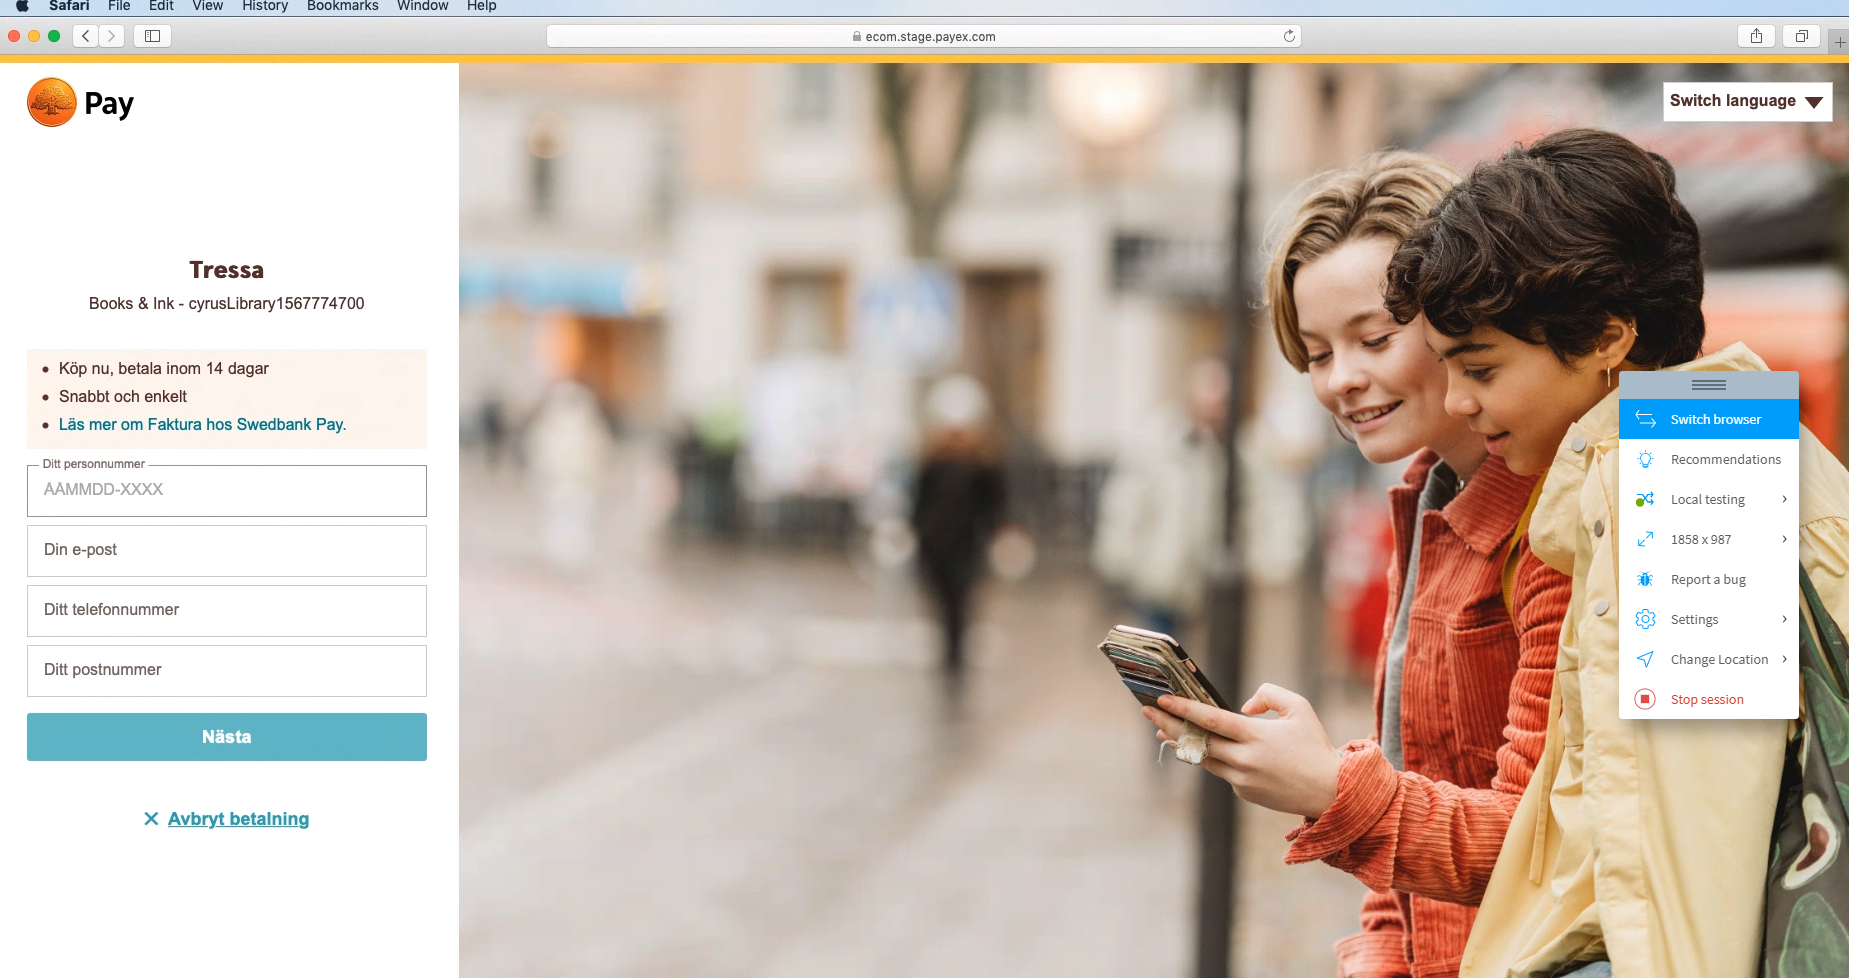 Safari File Edit View History Bookmarks Window Help
ecom.stage.payex.com
Pay
Switch language
Tressa
Books & Ink - cyrusLibrary1567774700
Köp nu, betala inom 14 dagar
Snabbt och enkelt
Läs mer om Faktura hos Swedbank Pay.
Ditt personnummer
ÅÅMMDD-XXXX
Din e-post
Ditt telefonnummer
Ditt postnummer
Nästa
Avbryt betalning
Switch browser
Recommendations
Local testing
1858 x 987
Report a bug
Settings
Change Location
Stop session